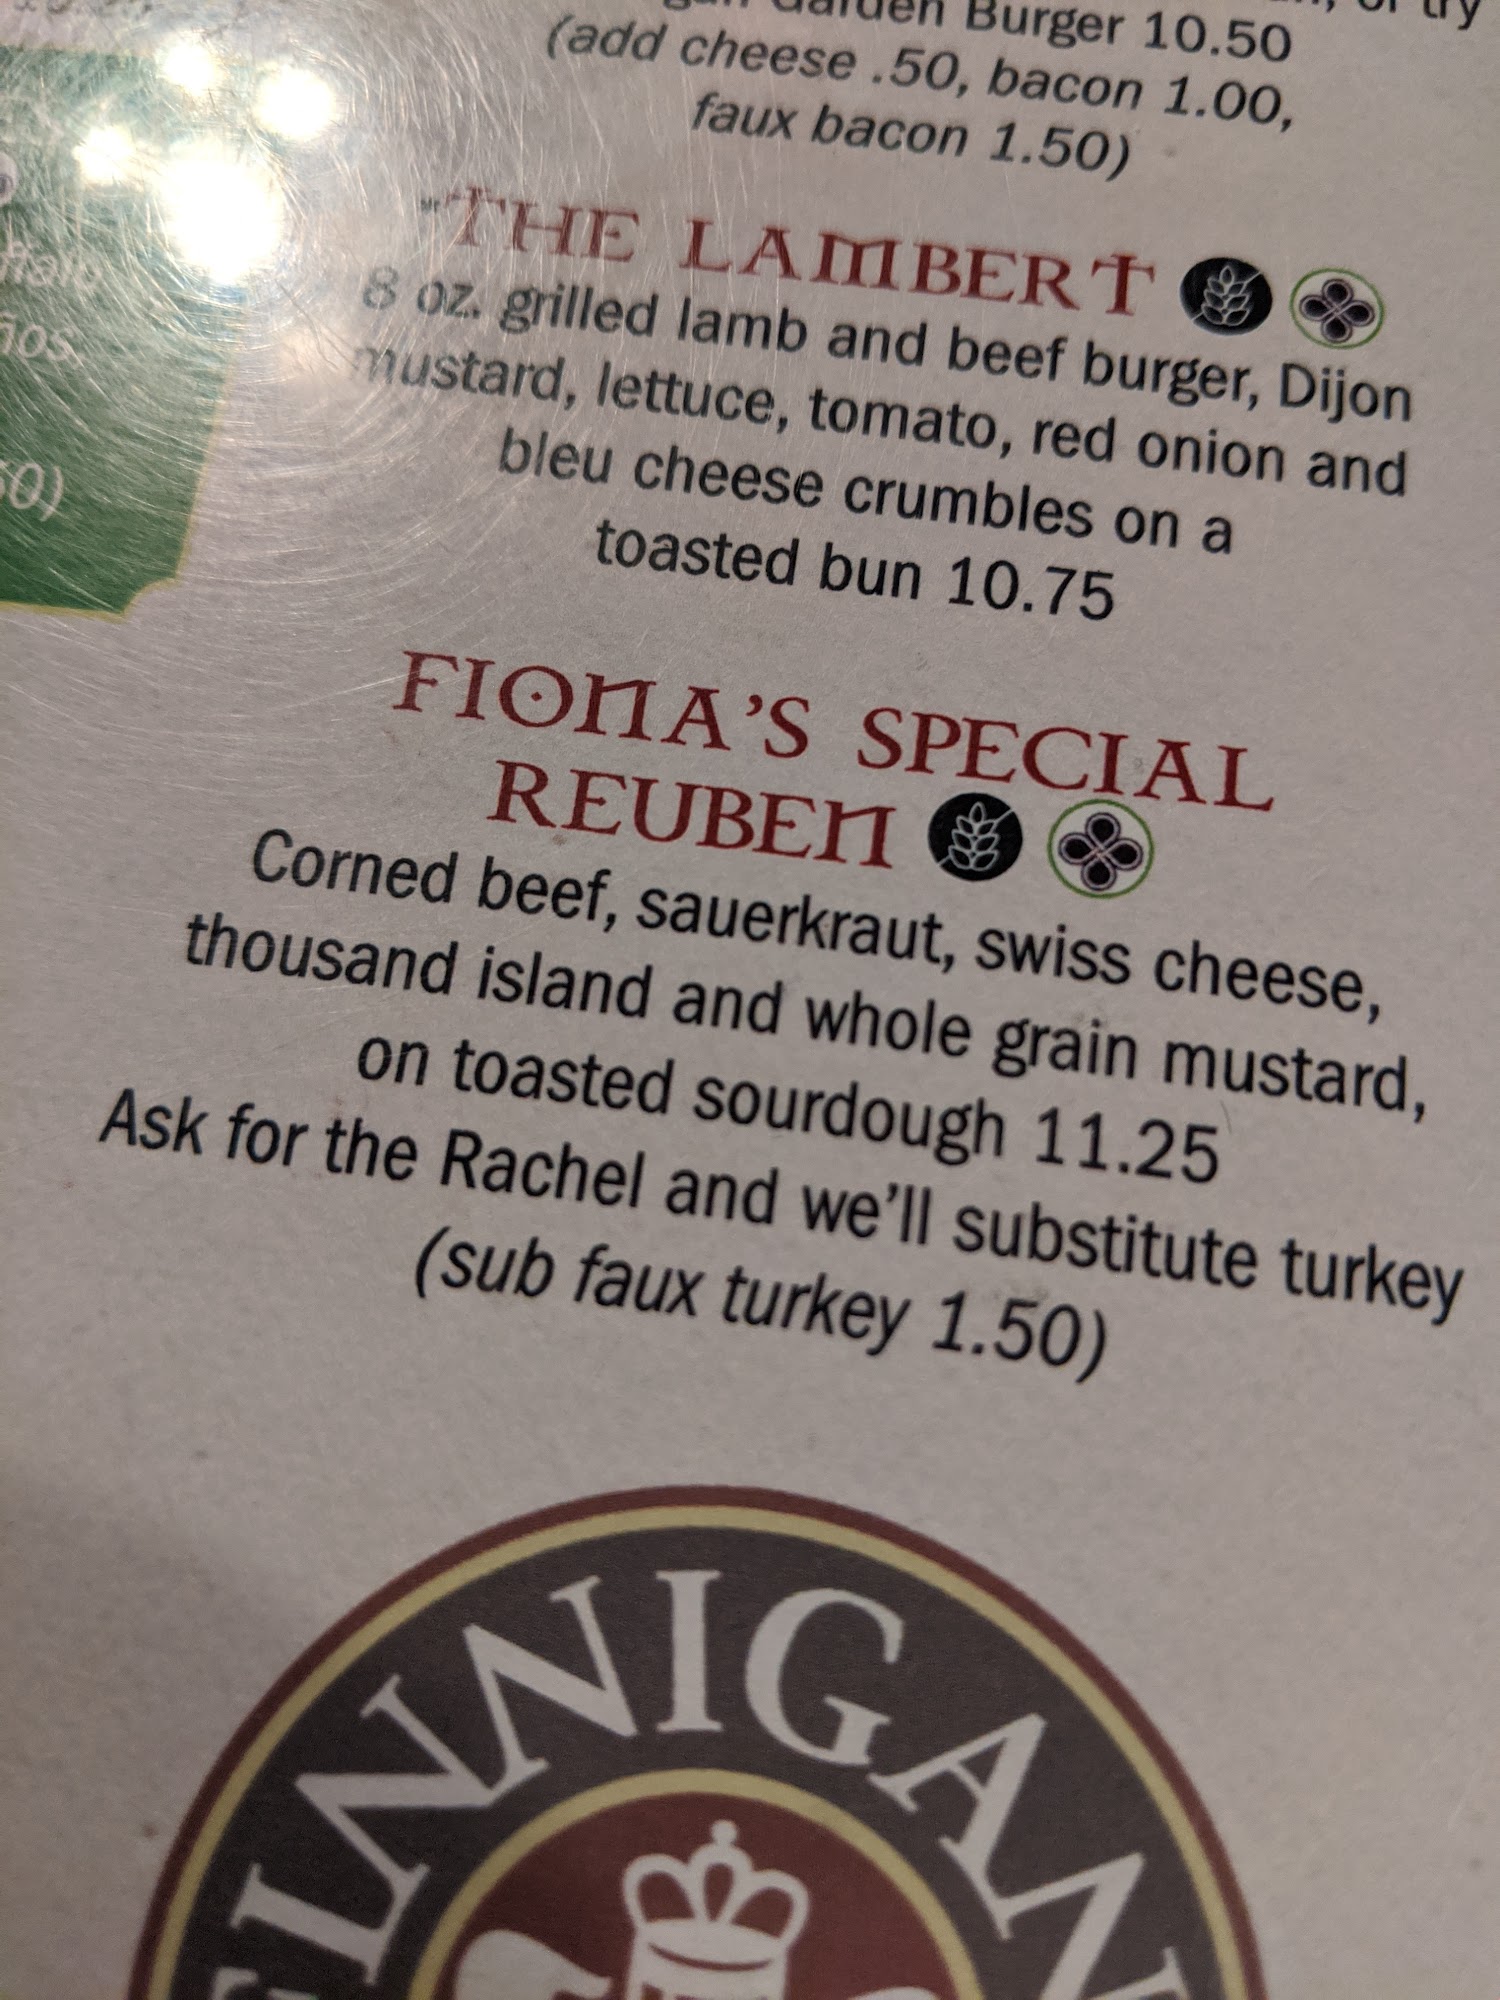 Garden Burger 10.50
(add cheese .50, bacon 1.00,
faux bacon 1.50)
THE LAMBERT
8 oz. grilled lamb and beef burger, Dijon
mustard, lettuce, tomato, red onion and
bleu cheese crumbles on a
toasted bun 10.75
FIONA'S SPECIAL
REUBEN
Corned beef, sauerkraut, swiss cheese,
thousand island and whole grain mustard,
on toasted sourdough 11.25
Ask for the Rachel and we'll substitute turkey
(sub faux turkey 1.50)
FINNIGAN